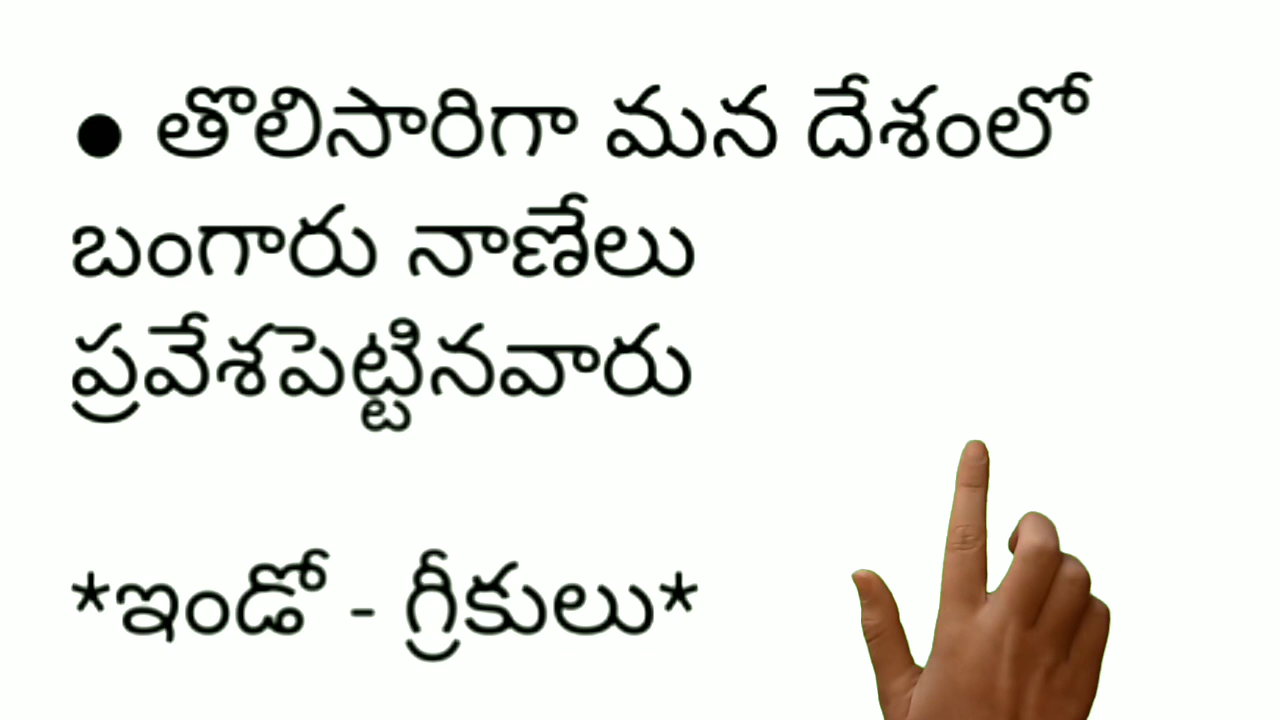 ● తొలిసారిగా మన దేశంలో
బంగారు నాణేలు
ప్రవేశపెట్టినవారు
*ఇండో - గ్రీకులు*